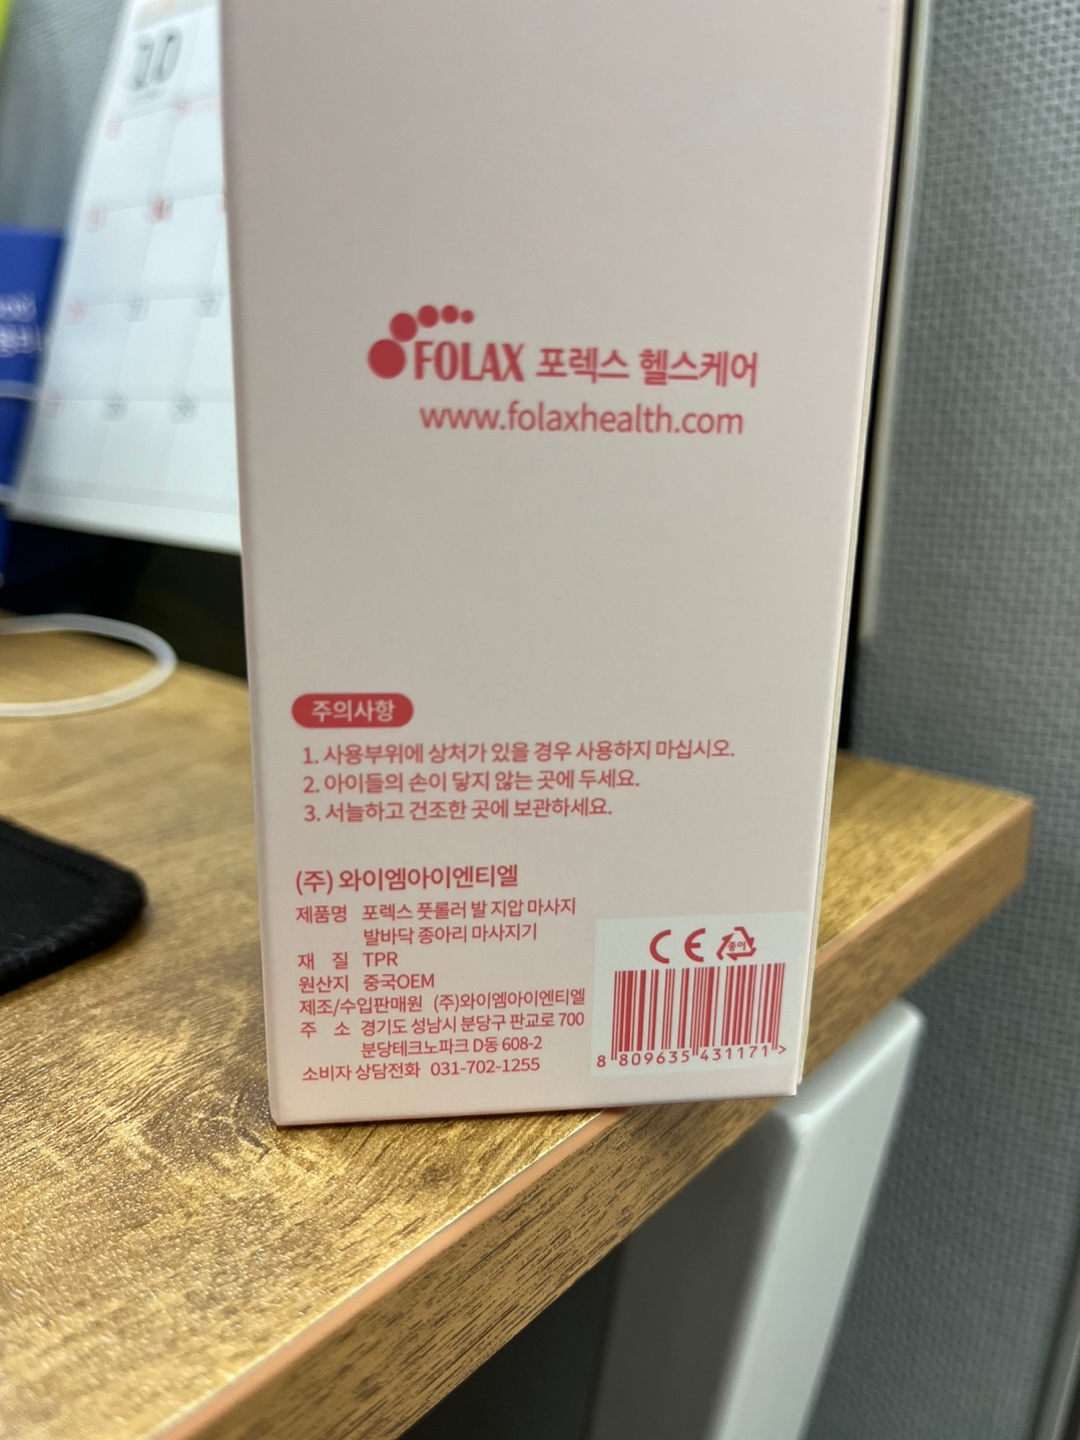 10
FOLAX 포렉스 헬스케어
www.folaxhealth.com
주의사항
1. 사용부위에 상처가 있을 경우 사용하지 마십시오.
2. 아이들의 손이 닿지 않는 곳에 두세요.
3. 서늘하고 건조한 곳에 보관하세요.
(주) 와이엠아이엔티엘
제품명 포렉스 풋롤러 발 지압 마사지
발바닥 종아리 마사지기
재 질 TPR
원산지 중국OEM
제조/수입판매원 (주)와이엠아이엔티엘
주 소 경기도 성남시 분당구 판교로 700
분당테크노파크 D동 608-2
소비자 상담전화 031-702-1255
CE 종이
8 809635 431171 >